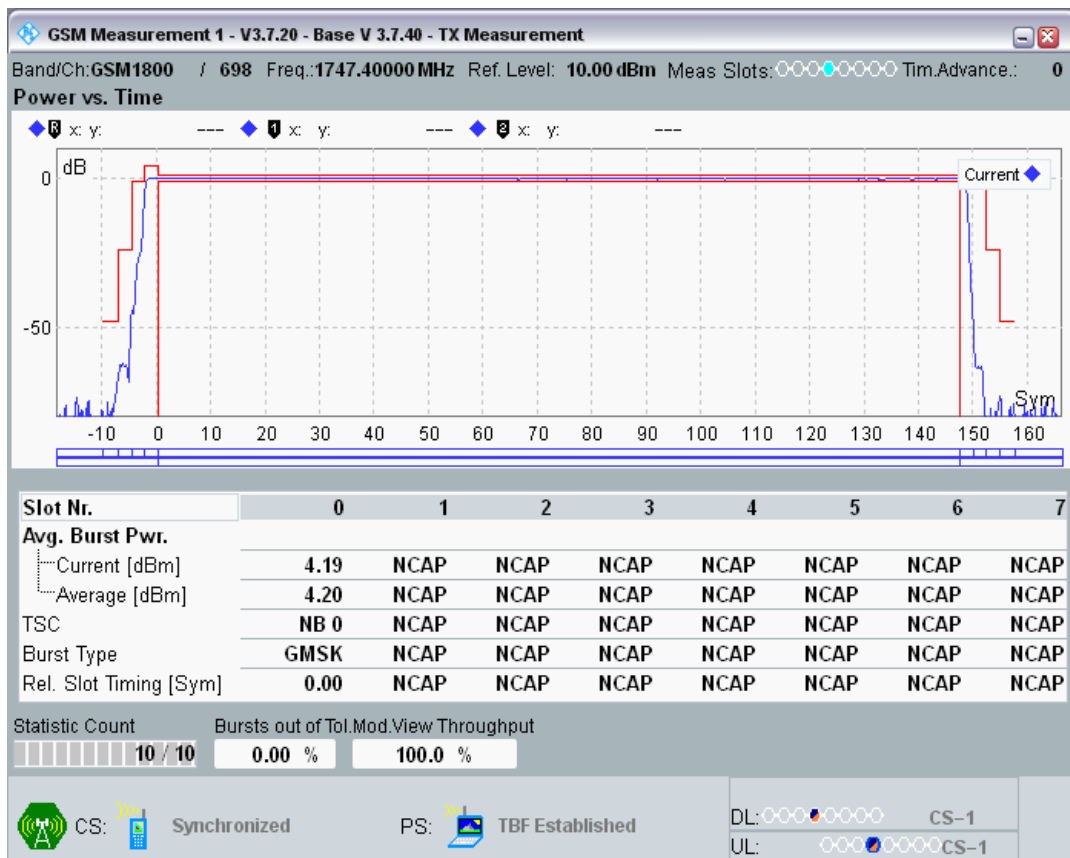 GSM Measurement 1 - V3.7.20 - Base V 3.7.40 - TX Measurement
Band/Ch:GSM1800 / 698 Freq.:1747.40000 MHz Ref. Level: 10.00 dBm Meas Slots: Tim.Advance.: 0
Power vs. Time
R x: y: --- 1 x: y: --- 2 x: y: ---
dB
0
Current
-50
Sym
-10 0 10 20 30 40 50 60 70 80 90 100 110 120 130 140 150 160
Slot Nr. 0 1 2 3 4 5 6 7
Avg. Burst Pwr.
Current [dBm] 4.19 NCAP NCAP NCAP NCAP NCAP NCAP NCAP
Average [dBm] 4.20 NCAP NCAP NCAP NCAP NCAP NCAP NCAP
TSC NB 0 NCAP NCAP NCAP NCAP NCAP NCAP NCAP
Burst Type GMSK NCAP NCAP NCAP NCAP NCAP NCAP NCAP
Rel. Slot Timing [Sym] 0.00 NCAP NCAP NCAP NCAP NCAP NCAP NCAP
Statistic Count Bursts out of Tol.Mod.View Throughput
10 / 10 0.00 % 100.0 %
CS: Synchronized PS: TBF Established
DL: CS-1
UL: CS-1